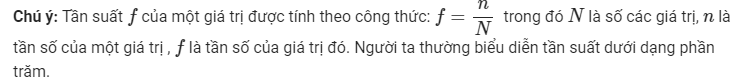 Chú ý: Tần suất f của một giá trị được tính theo công thức: f = n/N trong đó N là số các giá trị, n là
tần số của một giá trị , f là tần số của giá trị đó. Người ta thường biểu diễn tần suất dưới dạng phần
trăm.